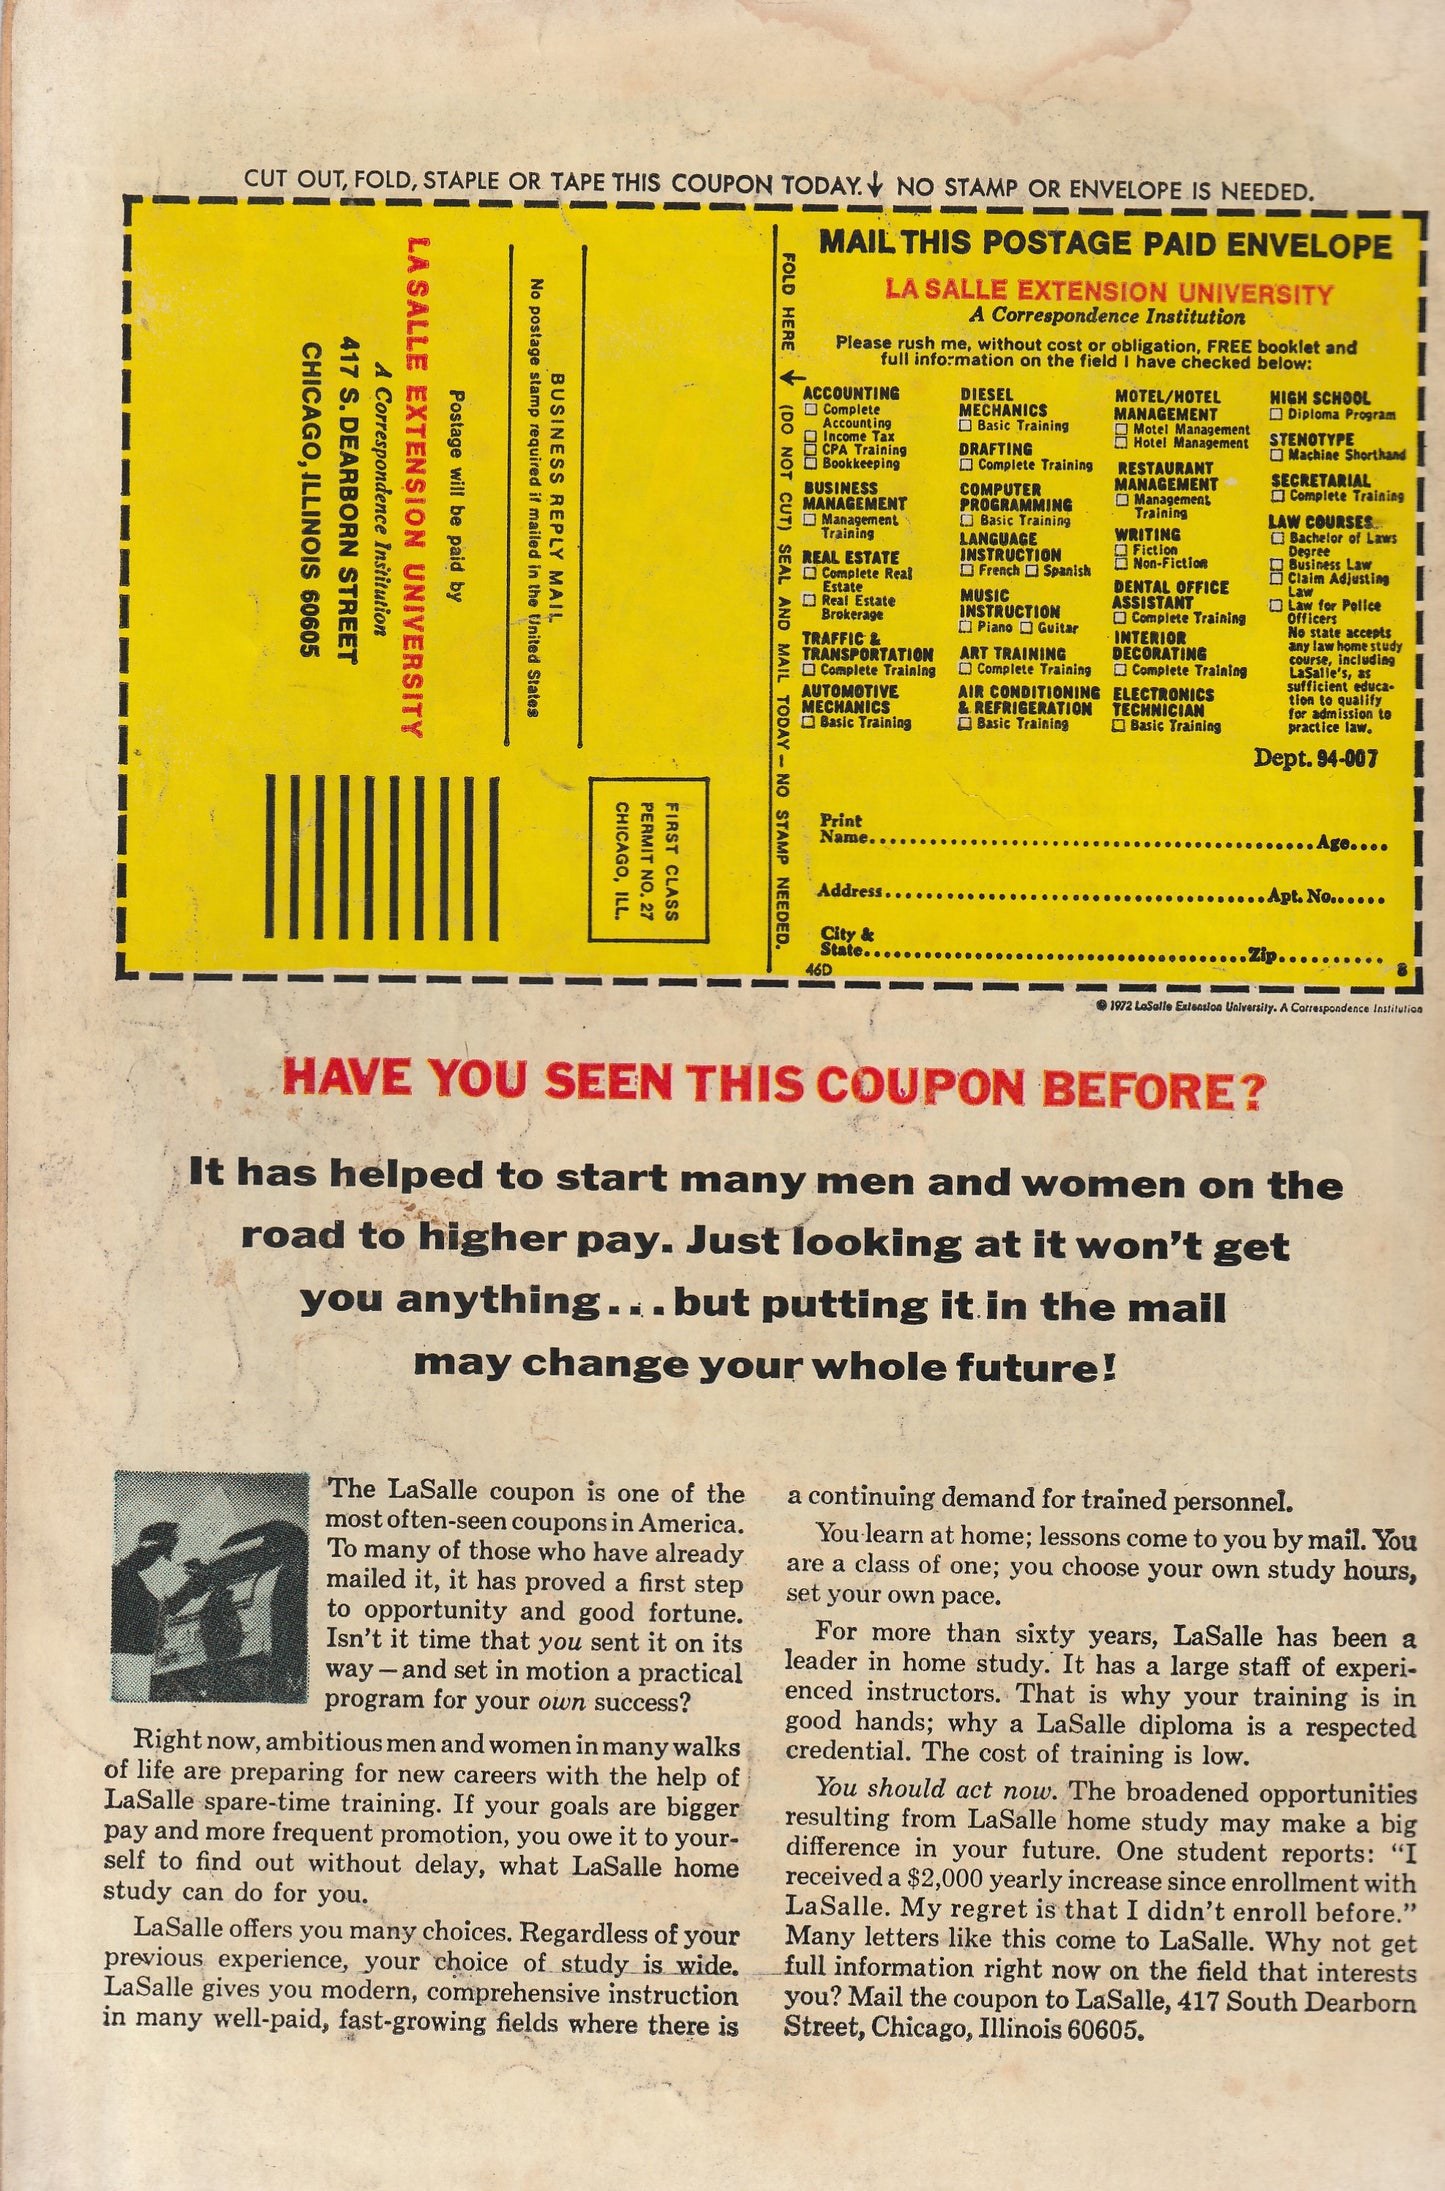 CUT OUT, FOLD, STAPLE OR TAPE THIS COUPON TODAY. ↓ NO STAMP OR ENVELOPE IS NEEDED.
BUSINESS REPLY MAIL
No postage stamp required if mailed in the United States
Postage will be paid by
LA SALLE EXTENSION UNIVERSITY
A Correspondence Institution
417 S. DEARBORN STREET
CHICAGO, ILLINOIS 60605
FIRST CLASS
PERMIT NO. 27
CHICAGO, ILL.
FOLD HERE → (DO NOT CUT) SEAL AND MAIL TODAY — NO STAMP NEEDED.
MAIL THIS POSTAGE PAID ENVELOPE
LA SALLE EXTENSION UNIVERSITY
A Correspondence Institution
Please rush me, without cost or obligation, FREE booklet and
full information on the field I have checked below:
ACCOUNTING
☐ Complete
Accounting
☐ Income Tax
☐ CPA Training
☐ Bookkeeping
BUSINESS
MANAGEMENT
☐ Management
Training
REAL ESTATE
☐ Complete Real
Estate
☐ Real Estate
Brokerage
TRAFFIC &
TRANSPORTATION
☐ Complete Training
AUTOMOTIVE
MECHANICS
☐ Basic Training
DIESEL
MECHANICS
☐ Basic Training
DRAFTING
☐ Complete Training
COMPUTER
PROGRAMMING
☐ Basic Training
LANGUAGE
INSTRUCTION
☐ French ☐ Spanish
MUSIC
INSTRUCTION
☐ Piano ☐ Guitar
ART TRAINING
☐ Complete Training
AIR CONDITIONING
& REFRIGERATION
☐ Basic Training
MOTEL/HOTEL
MANAGEMENT
☐ Motel Management
☐ Hotel Management
RESTAURANT
MANAGEMENT
☐ Management
Training
WRITING
☐ Fiction
☐ Non-Fiction
DENTAL OFFICE
ASSISTANT
☐ Complete Training
INTERIOR
DECORATING
☐ Complete Training
ELECTRONICS
TECHNICIAN
☐ Basic Training
HIGH SCHOOL
☐ Diploma Program
STENOTYPE
☐ Machine Shorthand
SECRETARIAL
☐ Complete Training
LAW COURSES
☐ Bachelor of Laws
Degree
☐ Business Law
☐ Claim Adjusting
Law
☐ Law for Police
Officers
No state accepts
any law home study
course, including
LaSalle's, as
sufficient educa-
tion to qualify
for admission to
practice law.
Dept. 94-007
Print
Name........................................Age....
Address..................................Apt. No......
City &
State..................................Zip..........
46D 8
© 1972 LaSalle Extension University. A Correspondence Institution
HAVE YOU SEEN THIS COUPON BEFORE?
It has helped to start many men and women on the
road to higher pay. Just looking at it won't get
you anything... but putting it in the mail
may change your whole future!
The LaSalle coupon is one of the
most often-seen coupons in America.
To many of those who have already
mailed it, it has proved a first step
to opportunity and good fortune.
Isn't it time that you sent it on its
way — and set in motion a practical
program for your own success?
Right now, ambitious men and women in many walks
of life are preparing for new careers with the help of
LaSalle spare-time training. If your goals are bigger
pay and more frequent promotion, you owe it to your-
self to find out without delay, what LaSalle home
study can do for you.
LaSalle offers you many choices. Regardless of your
previous experience, your choice of study is wide.
LaSalle gives you modern, comprehensive instruction
in many well-paid, fast-growing fields where there is
a continuing demand for trained personnel.
You learn at home; lessons come to you by mail. You
are a class of one; you choose your own study hours,
set your own pace.
For more than sixty years, LaSalle has been a
leader in home study. It has a large staff of experi-
enced instructors. That is why your training is in
good hands; why a LaSalle diploma is a respected
credential. The cost of training is low.
You should act now. The broadened opportunities
resulting from LaSalle home study may make a big
difference in your future. One student reports: "I
received a $2,000 yearly increase since enrollment with
LaSalle. My regret is that I didn't enroll before."
Many letters like this come to LaSalle. Why not get
full information right now on the field that interests
you? Mail the coupon to LaSalle, 417 South Dearborn
Street, Chicago, Illinois 60605.